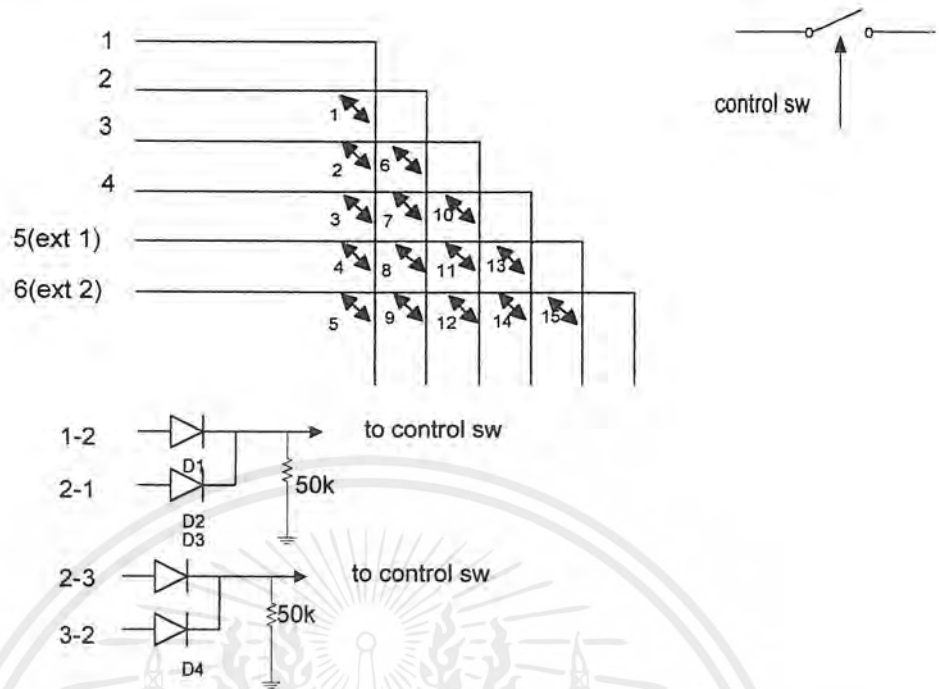 1
2
3
4
5(ext 1)
6(ext 2)
control sw
1
2 6
3 7 10
4 8 11 13
5 9 12 14 15
1-2
D1
to control sw
2-1
50k
D2
D3
2-3
to control sw
50k
3-2
D4